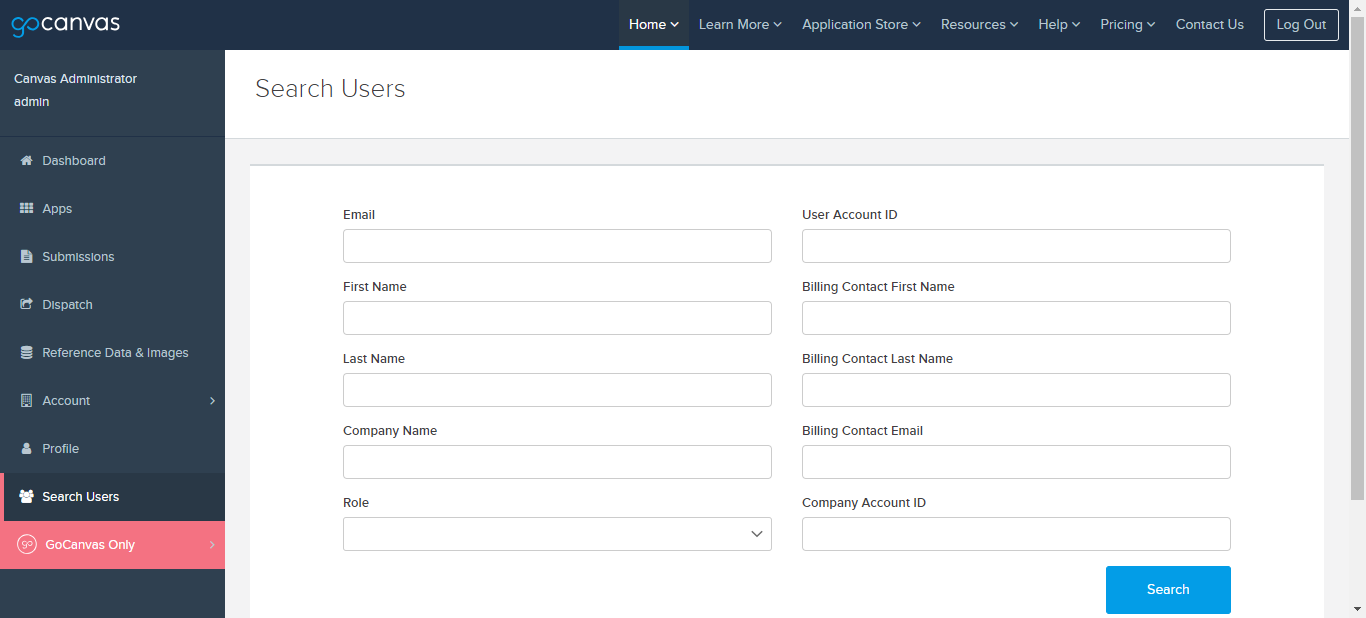 gocanvas
Home
Learn More
Application Store
Resources
Help
Pricing
Contact Us
Log Out
Canvas Administrator
admin
Dashboard
Apps
Submissions
Dispatch
Reference Data & Images
Account
Profile
Search Users
go GoCanvas Only
Search Users
Email
User Account ID
First Name
Billing Contact First Name
Last Name
Billing Contact Last Name
Company Name
Billing Contact Email
Role
Company Account ID
Search